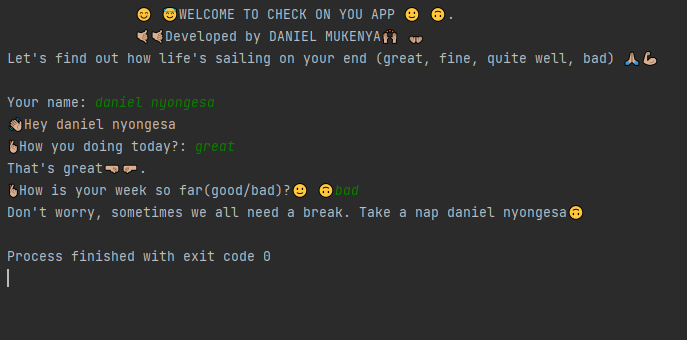 😊 😇WELCOME TO CHECK ON YOU APP 🙂 🙃.
🤙🏽🤙🏽Developed by DANIEL MUKENYA🙌🏽 👐🏽
Let's find out how life's sailing on your end (great, fine, quite well, bad) 🙏🏽💪🏽
Your name: daniel nyongesa
👋🏽Hey daniel nyongesa
👆🏽How you doing today?: great
That's great🤜🏽🤛🏽.
👆🏽How is your week so far(good/bad)?🙂 🙃bad
Don't worry, sometimes we all need a break. Take a nap daniel nyongesa🙃
Process finished with exit code 0